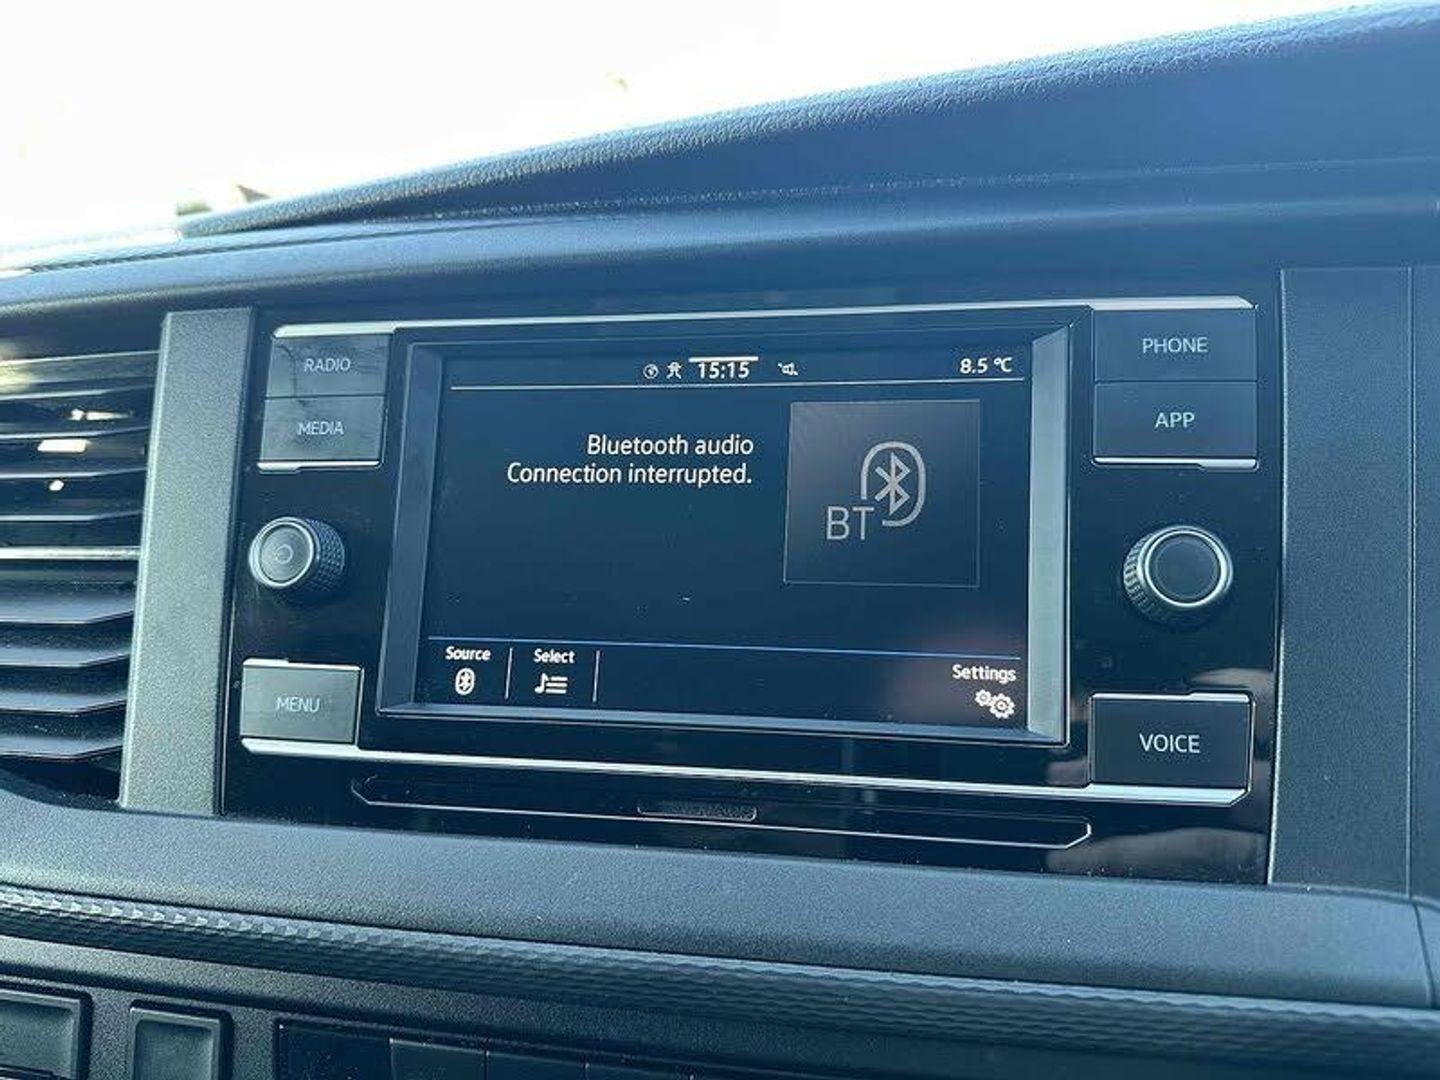 RADIO
MEDIA
MENU
15:15
8.5 °C
Bluetooth audio
Connection interrupted.
BT
Source
Select
Settings
PHONE
APP
VOICE